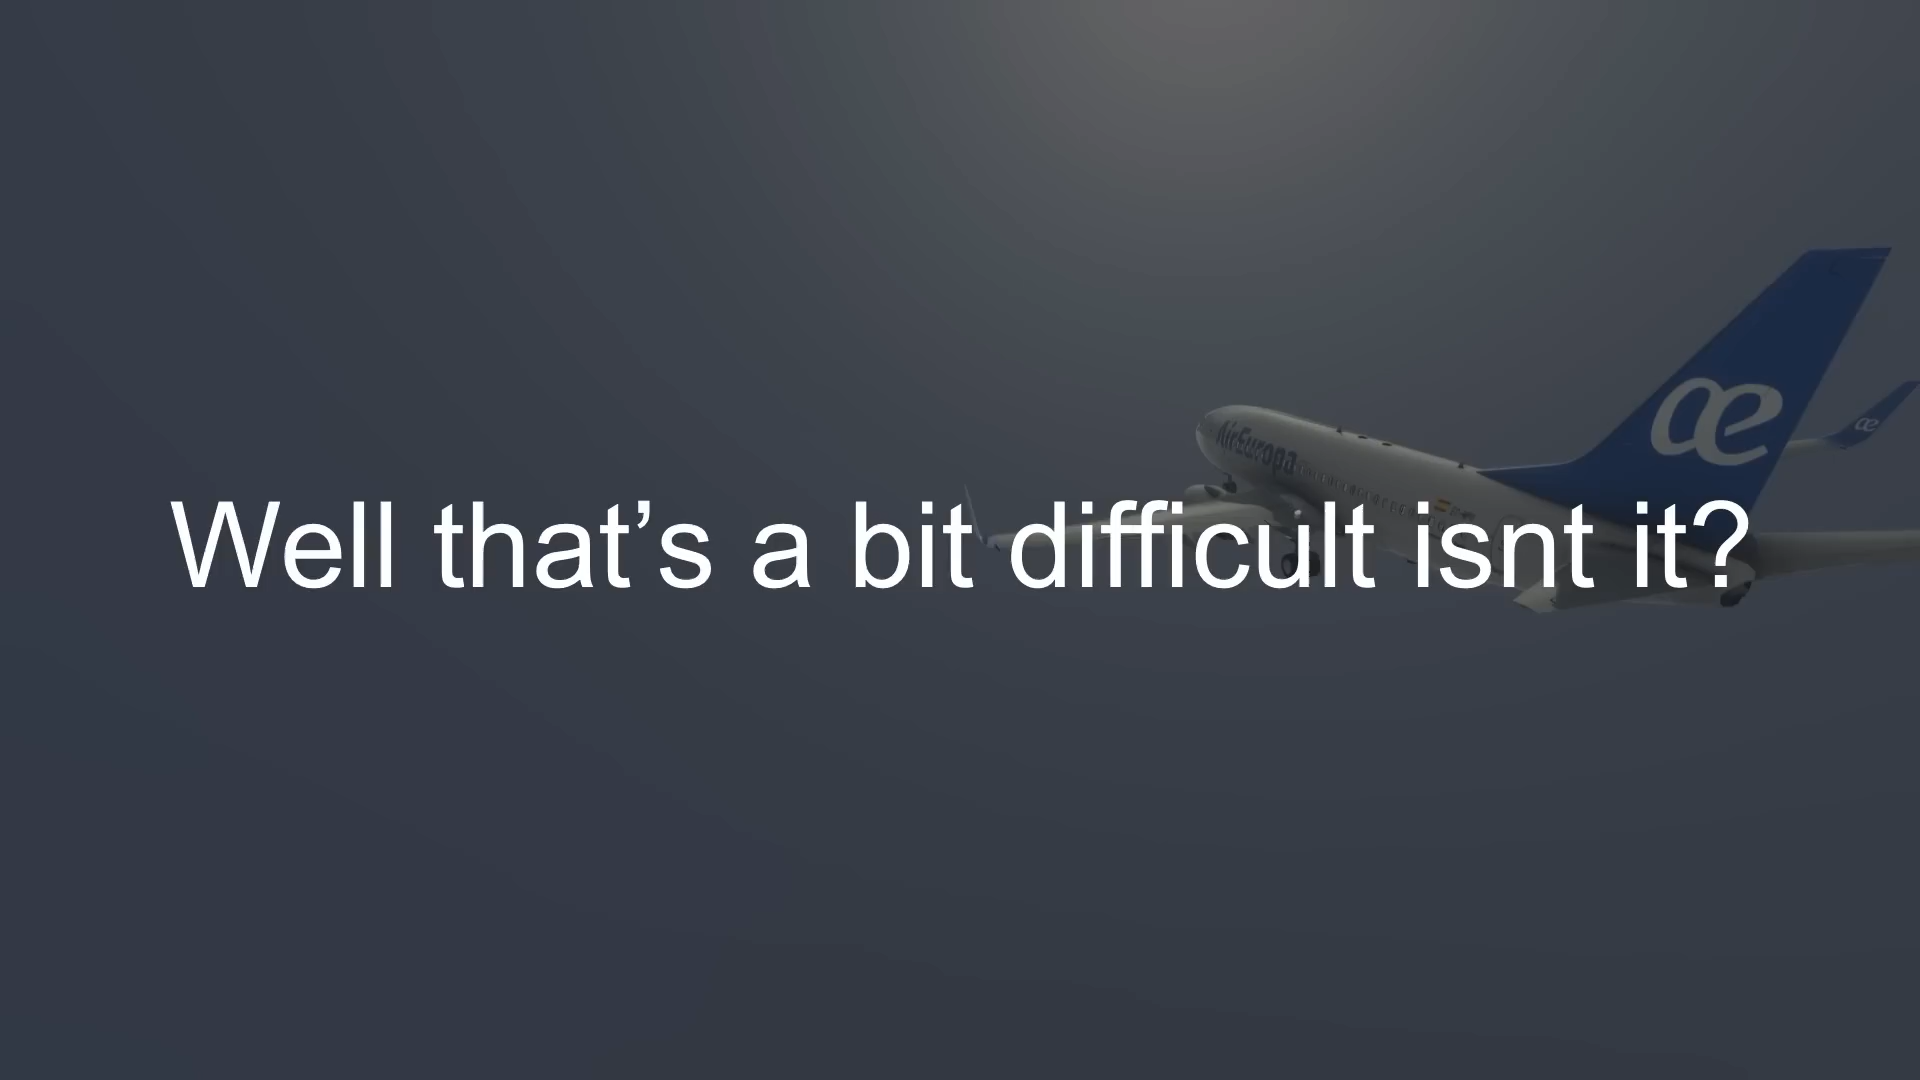 æ
æ
AirEuropa
Well that’s a bit difficult isnt it?